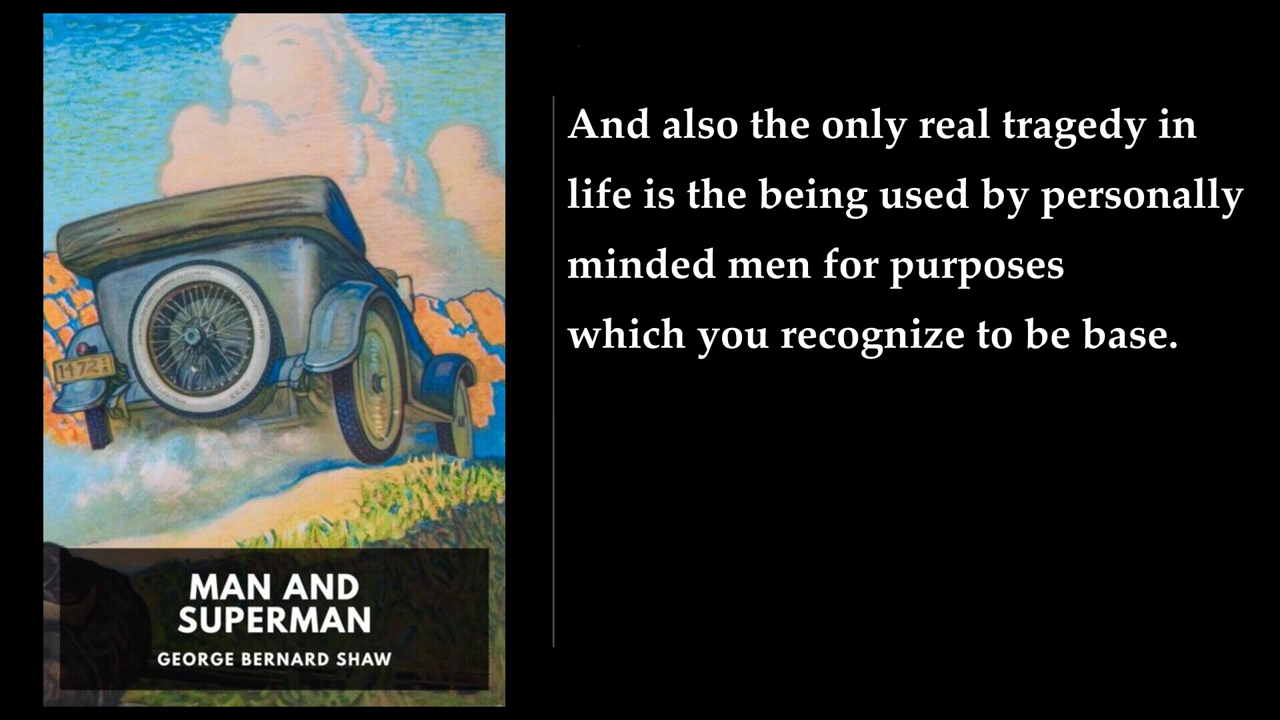 And also the only real tragedy in
life is the being used by personally
minded men for purposes
which you recognize to be base.
1472
MAN AND
SUPERMAN
GEORGE BERNARD SHAW